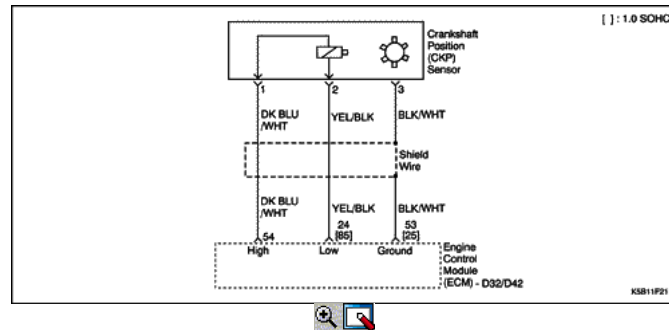 [ ] : 1.0 SOHC
Crankshaft
Position
(CKP)
Sensor
1 2 3
DK BLU
/WHT
YEL/BLK
BLK/WHT
Shield
Wire
DK BLU
/WHT
YEL/BLK
BLK/WHT
54
24
[85]
53
[25]
High
Low
Ground
Engine
Control
Module
(ECM) - D32/D42
K5B11F21